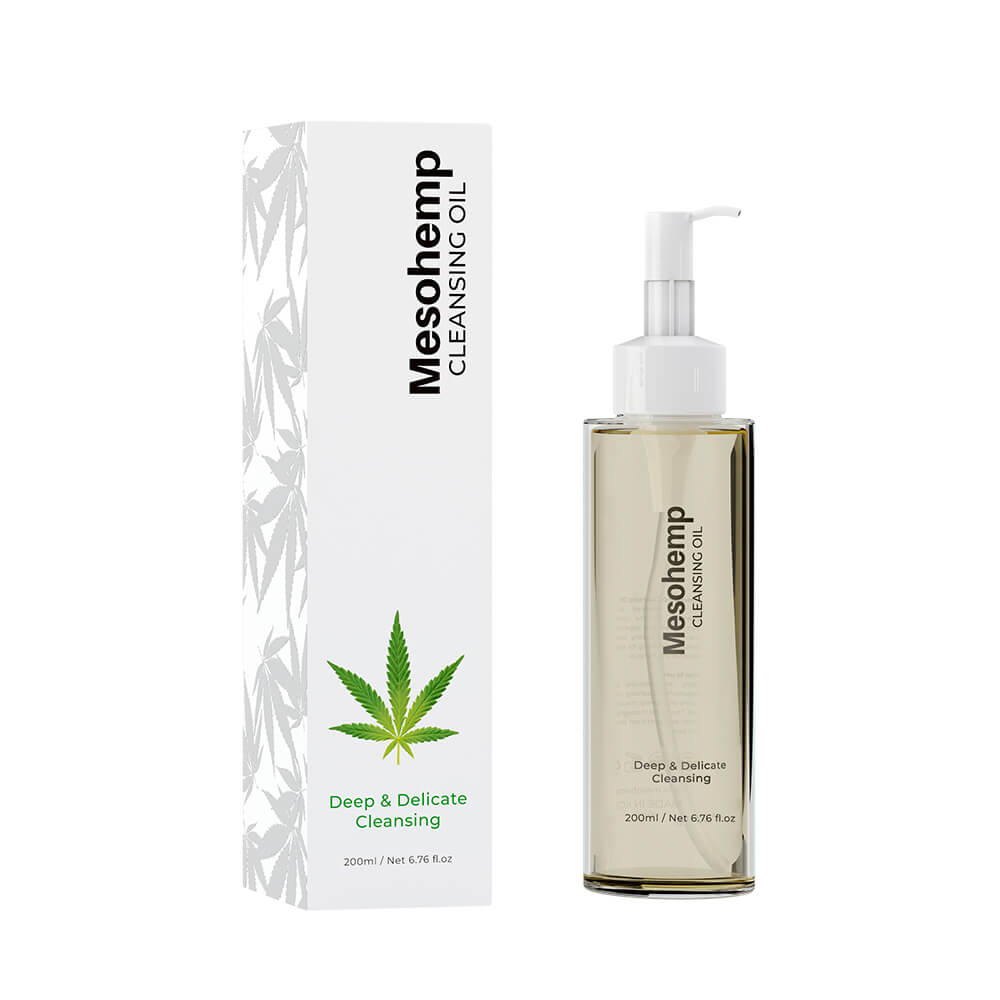 Mesohemp
CLEANSING OIL
Deep & Delicate
Cleansing
200ml / Net 6.76 fl.oz
Mesohemp
CLEANSING OIL
Deep & Delicate
Cleansing
200ml / Net 6.76 fl.oz